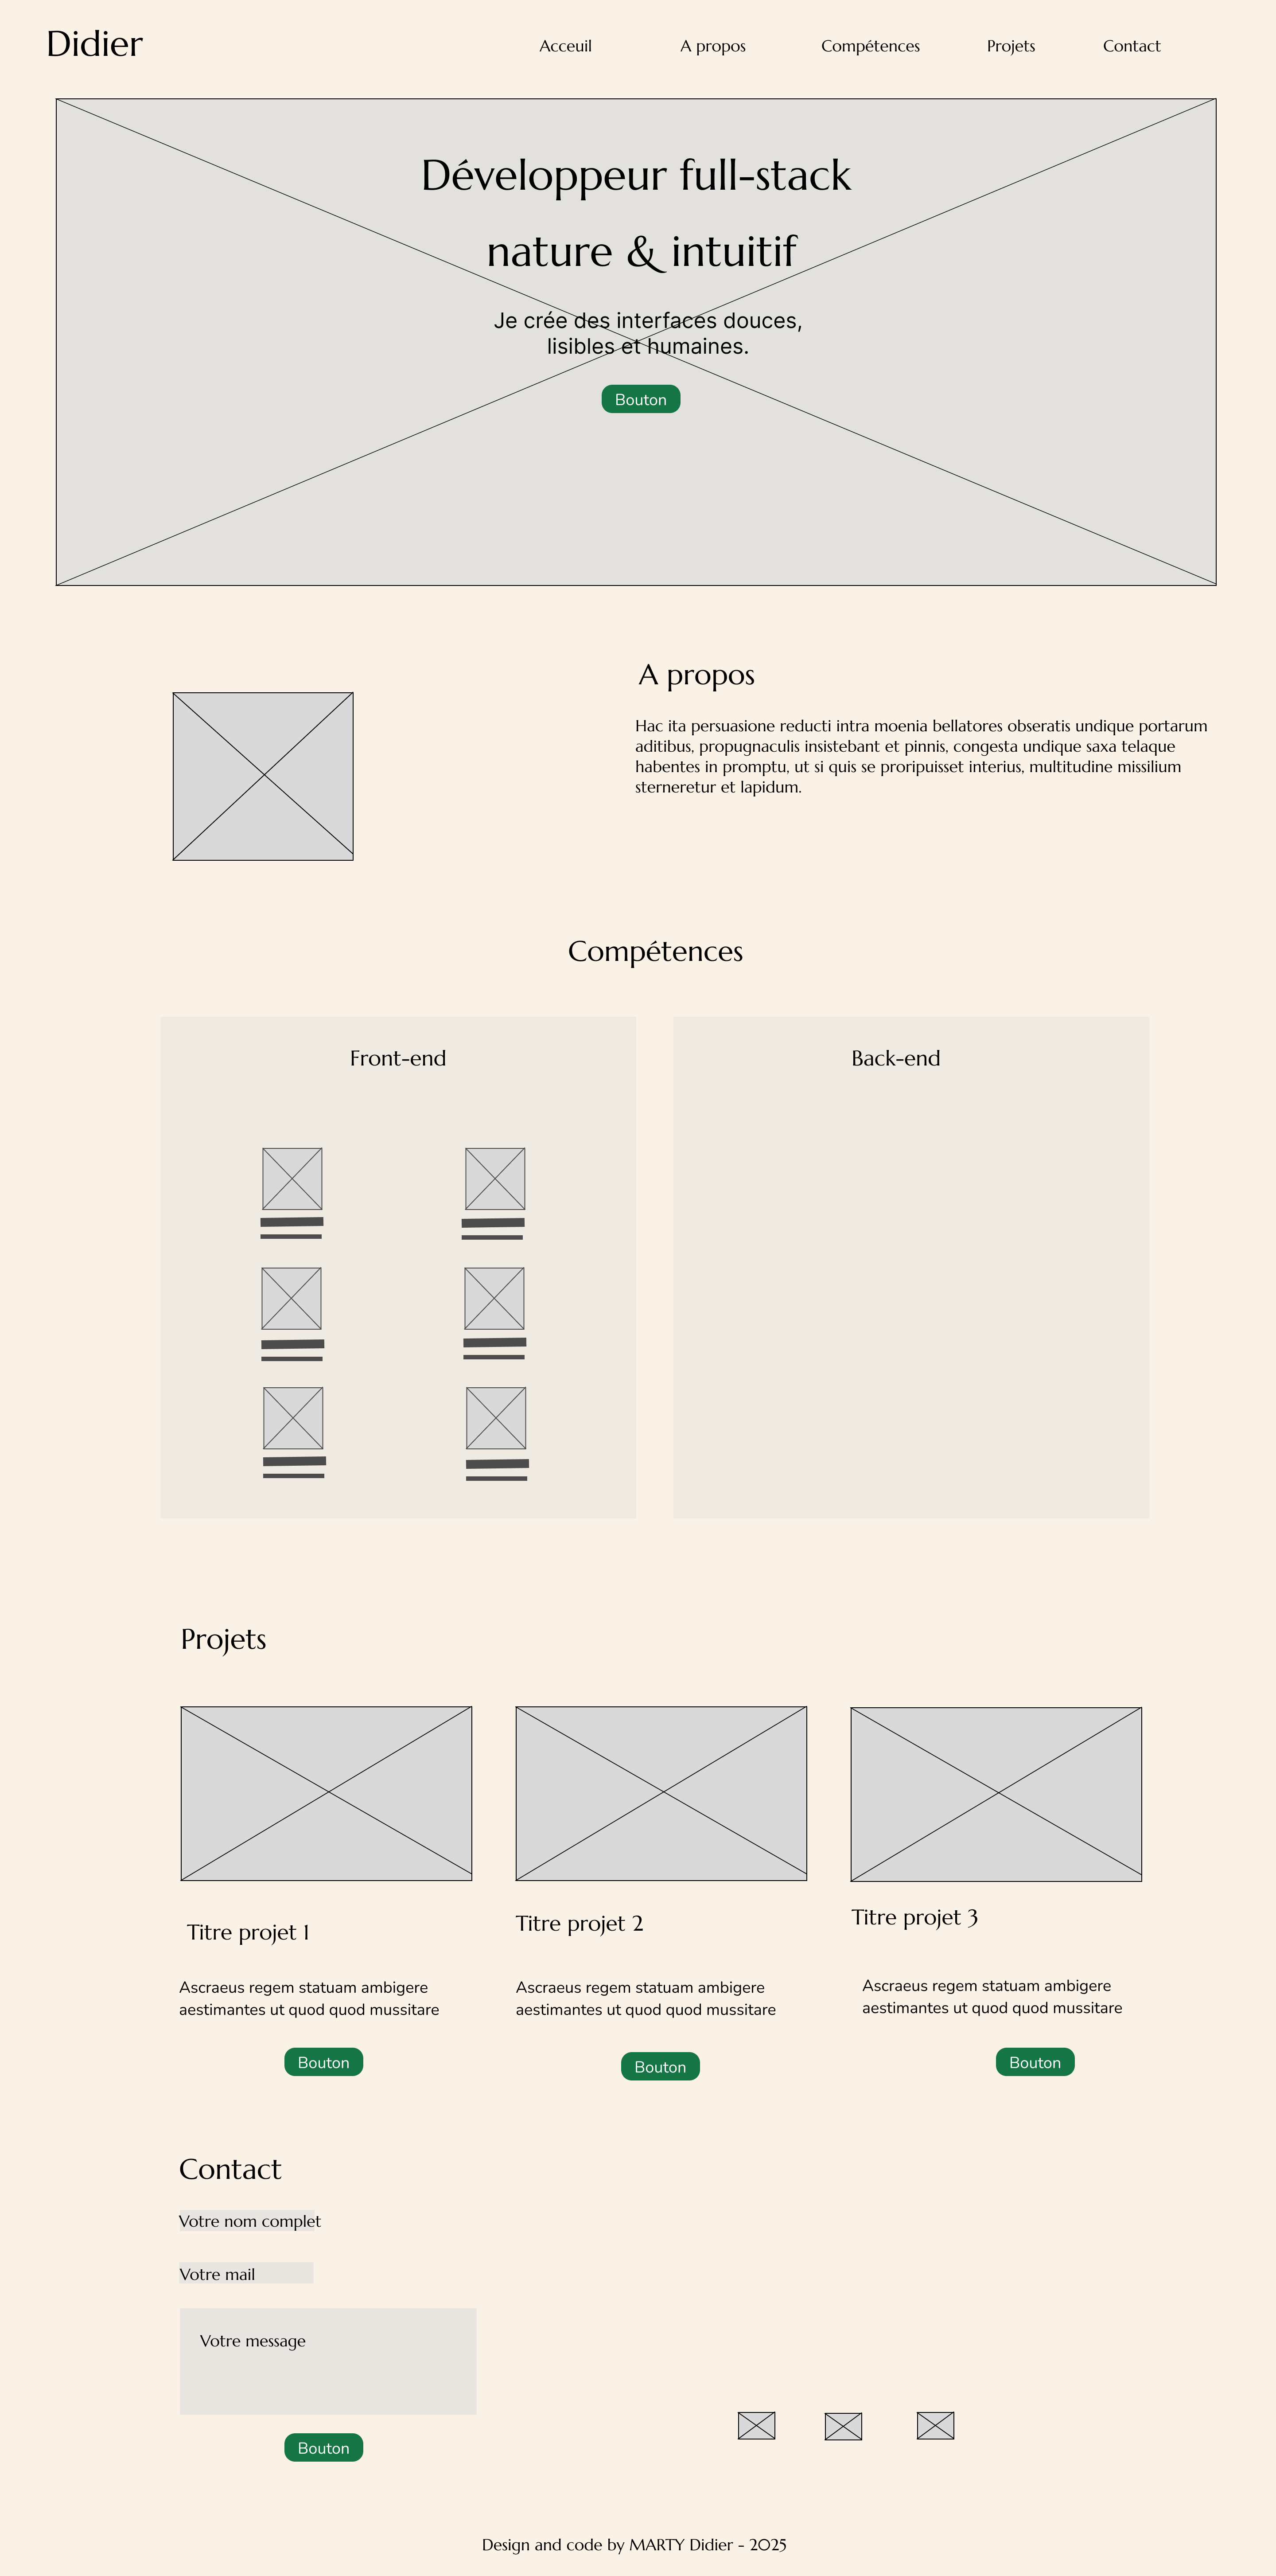 Didier
Acceuil
A propos
Compétences
Projets
Contact
Développeur full-stack
nature & intuitif
Je crée des interfaces douces,
lisibles et humaines.
Bouton
A propos
Hac ita persuasione reducti intra moenia bellatores obseratis undique portarum
aditibus, propugnaculis insistebant et pinnis, congesta undique saxa telaque
habentes in promptu, ut si quis se proripuisset interius, multitudine missilium
sterneretur et lapidum.
Compétences
Front-end
Back-end
Projets
Titre projet 1
Ascraeus regem statuam ambigere
aestimantes ut quod quod mussitare
Bouton
Titre projet 2
Ascraeus regem statuam ambigere
aestimantes ut quod quod mussitare
Bouton
Titre projet 3
Ascraeus regem statuam ambigere
aestimantes ut quod quod mussitare
Bouton
Contact
Votre nom complet
Votre mail
Votre message
Bouton
Design and code by MARTY Didier - 2025